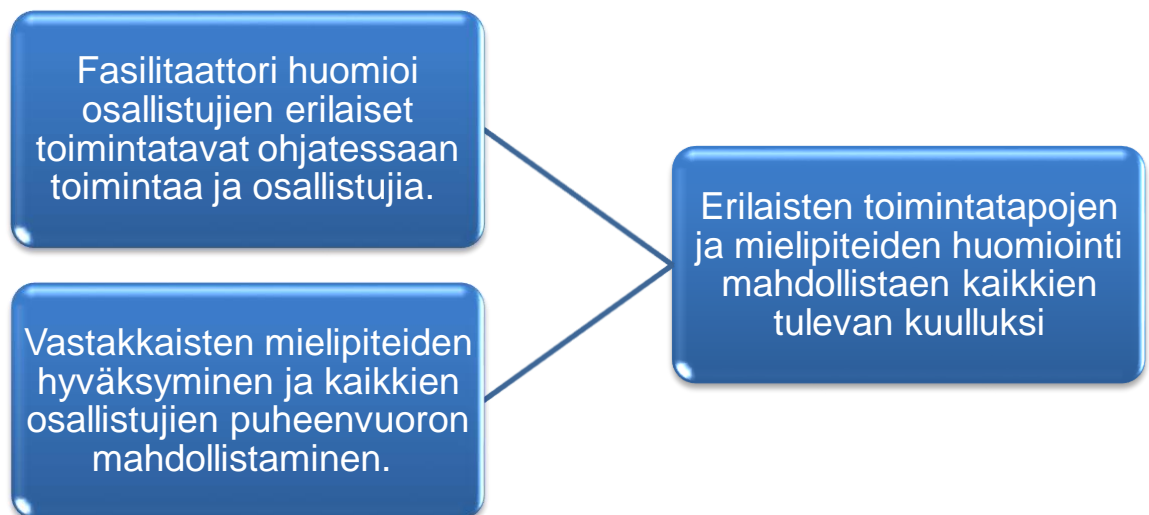 Fasilitaattori huomioi
osallistujien erilaiset
toimintatavat ohjatessaan
toimintaa ja osallistujia.
Vastakkaisten mielipiteiden
hyväksyminen ja kaikkien
osallistujien puheenvuoron
mahdollistaminen.
Erilaisten toimintatapojen
ja mielipiteiden huomiointi
mahdollistaen kaikkien
tulevan kuulluksi